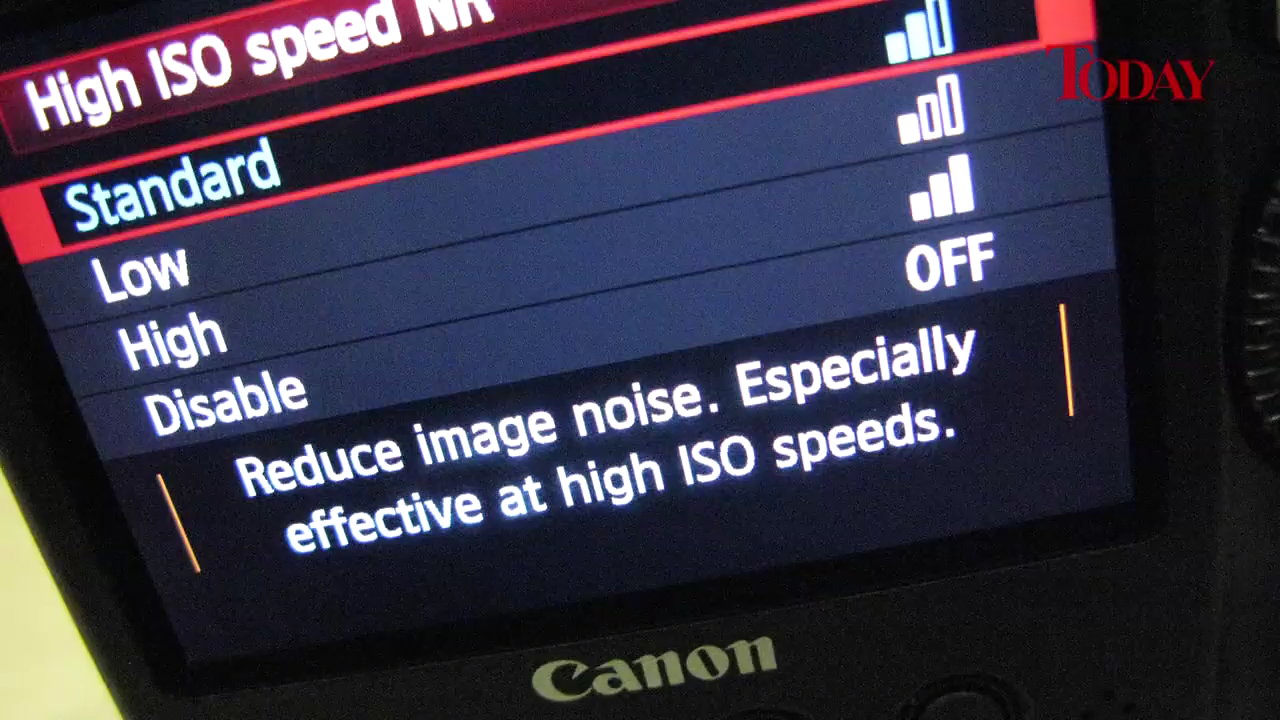 High ISO speed NR
TODAY
Standard
Low
High
Disable OFF
Reduce image noise. Especially
effective at high ISO speeds.
Canon